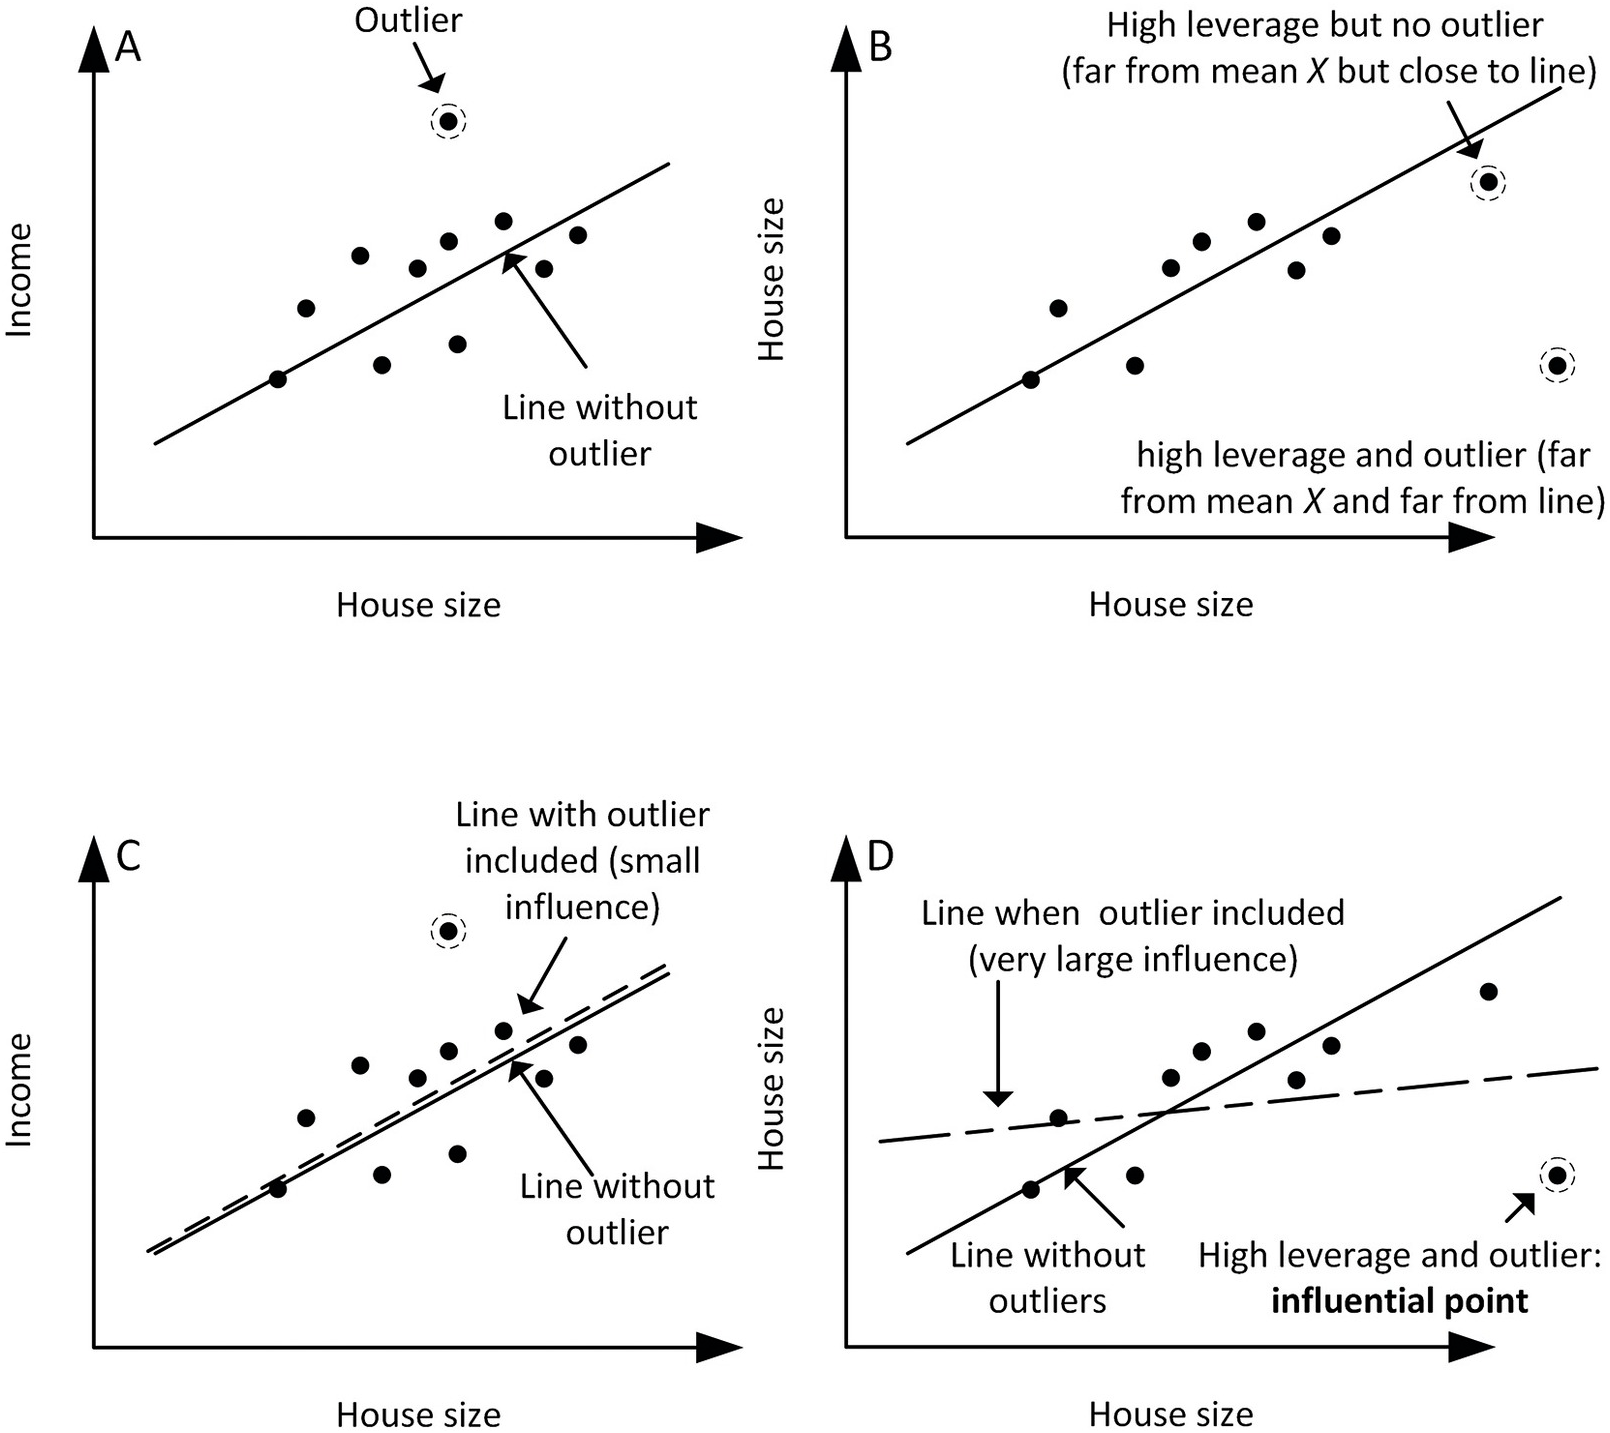 A
Outlier
Income
Line without
outlier
House size
B
High leverage but no outlier
(far from mean X but close to line)
House size
high leverage and outlier (far
from mean X and far from line)
House size
C
Line with outlier
included (small
influence)
Income
Line without
outlier
House size
D
Line when  outlier included
(very large influence)
House size
Line without
outliers
High leverage and outlier:
influential point
House size